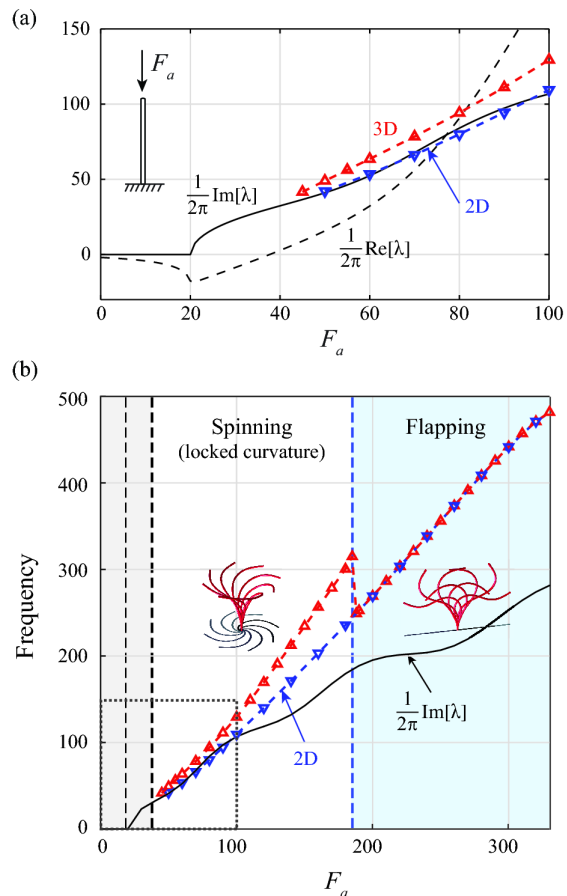 (a)
150
100
50
0
F_a
3D
2D
1/2π Im[λ]
1/2π Re[λ]
0 20 40 60 80 100
F_a
(b)
500
400
300
200
100
0
Frequency
Spinning
(locked curvature)
Flapping
2D
1/2π Im[λ]
0 100 200 300
F_a